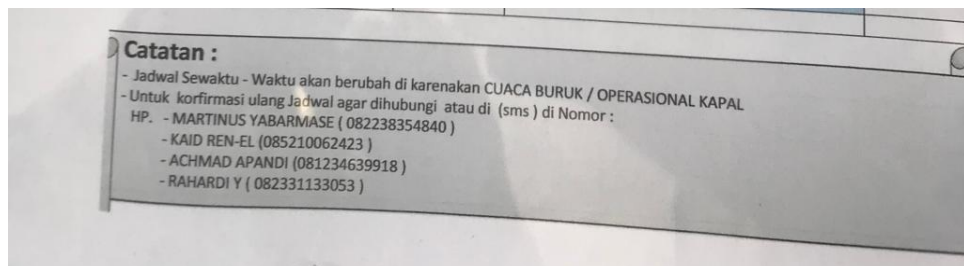 Catatan :
- Jadwal Sewaktu - Waktu akan berubah di karenakan CUACA BURUK / OPERASIONAL KAPAL
- Untuk korfirmasi ulang Jadwal agar dihubungi atau di (sms ) di Nomor :
HP. - MARTINUS YABARMASE ( 082238354840 )
- KAID REN-EL (085210062423 )
- ACHMAD APANDI (081234639918 )
- RAHARDI Y ( 082331133053 )